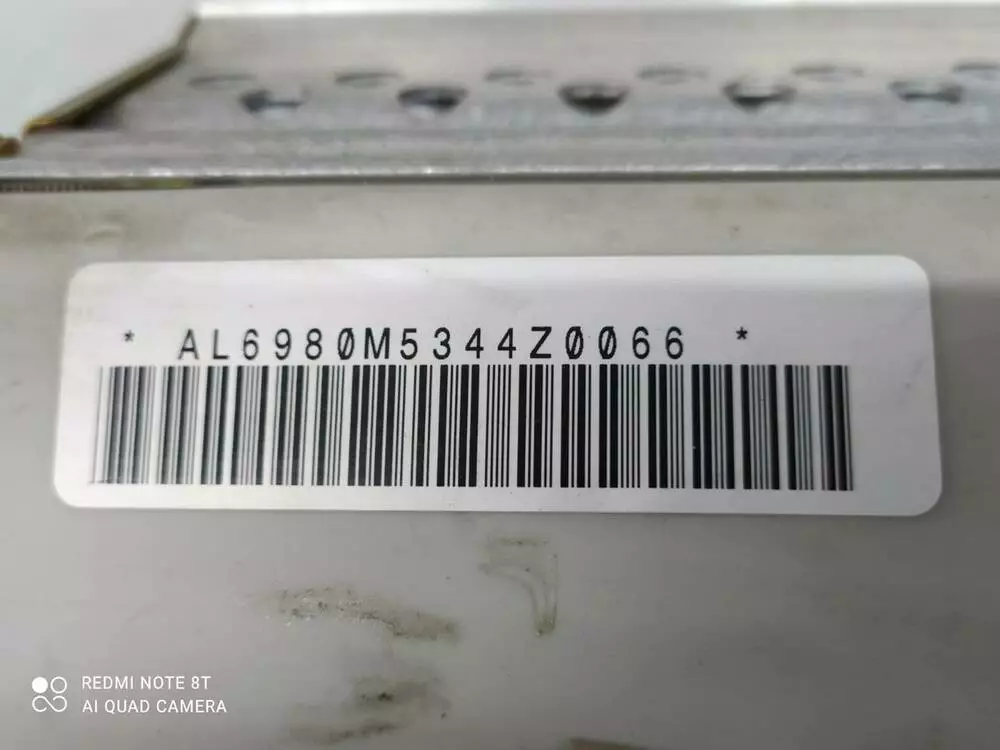 * AL6980M5344Z0066 *
REDMI NOTE 8T
AI QUAD CAMERA